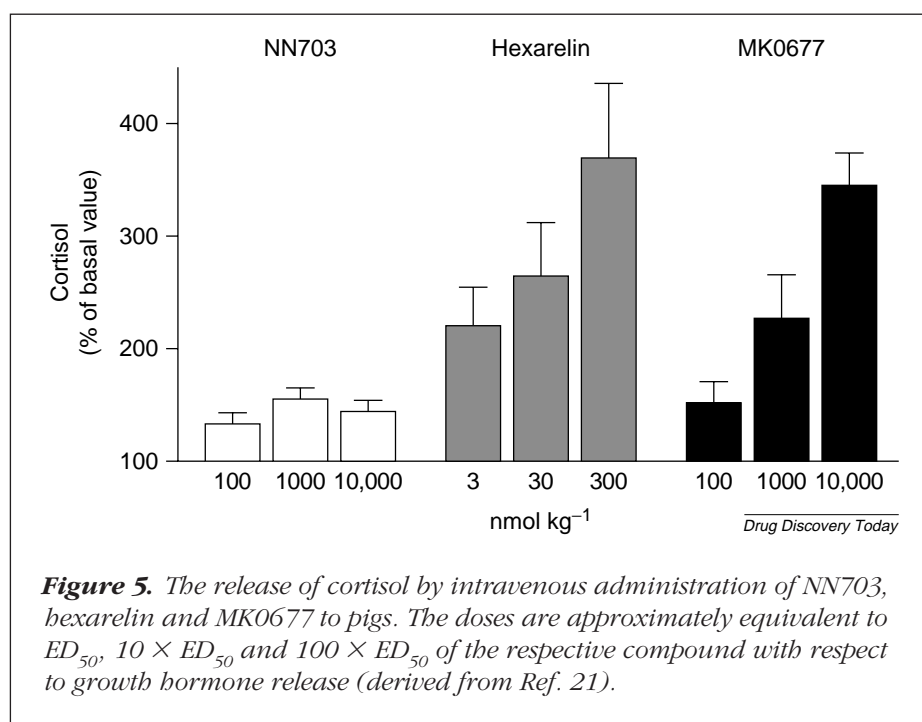 NN703 Hexarelin MK0677
400
300
200
100
Cortisol
(% of basal value)
100 1000 10,000 3 30 300 100 1000 10,000
nmol kg⁻¹
Drug Discovery Today
Figure 5. The release of cortisol by intravenous administration of NN703,
hexarelin and MK0677 to pigs. The doses are approximately equivalent to
ED₅₀, 10 × ED₅₀ and 100 × ED₅₀ of the respective compound with respect
to growth hormone release (derived from Ref. 21).